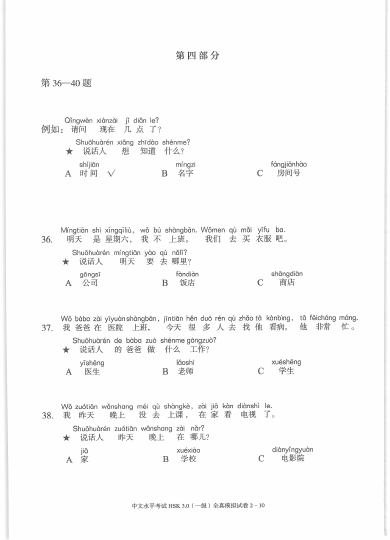 第四部分
第 36—40 题
Qǐngwèn xiànzài jǐ diǎn le?
例如：请问 现在 几 点 了？
Shuōhuàrén xiǎng zhīdào shénme?
★ 说话人 想 知道 什么？
shíjiān míngzi fángjiānhào
A 时间 √ B 名字 C 房间号
Míngtiān shì xīngqīliù, wǒ bú shàngbān. Wǒmen qù mǎi yīfu ba.
36. 明天 是 星期六，我 不 上班。 我们 去 买 衣服 吧。
Shuōhuàrén míngtiān yào qù nǎlǐ?
★ 说话人 明天 要 去 哪里？
gōngsī fàndiàn shāngdiàn
A 公司 B 饭店 C 商店
Wǒ bàba zài yīyuàn shàngbān, jīntiān hěn duō rén qù zhǎo tā kànbìng, tā fēicháng máng.
37. 我 爸爸 在 医院 上班， 今天 很 多 人 去 找 他 看病， 他 非常 忙。
Shuōhuàrén de bàba zuò shénme gōngzuò?
★ 说话人 的 爸爸 做 什么 工作？
yīshēng lǎoshī xuéshēng
A 医生 B 老师 C 学生
Wǒ zuótiān wǎnshang méi qù shàngkè, zài jiā kàn diànshì le.
38. 我 昨天 晚上 没 去 上课， 在 家 看 电视 了。
Shuōhuàrén zuótiān wǎnshang zài nǎr?
★ 说话人 昨天 晚上 在 哪儿？
jiā xuéxiào diànyǐngyuàn
A 家 B 学校 C 电影院
中文水平考试 HSK 3.0（一级）全真模拟试卷 2 – 10